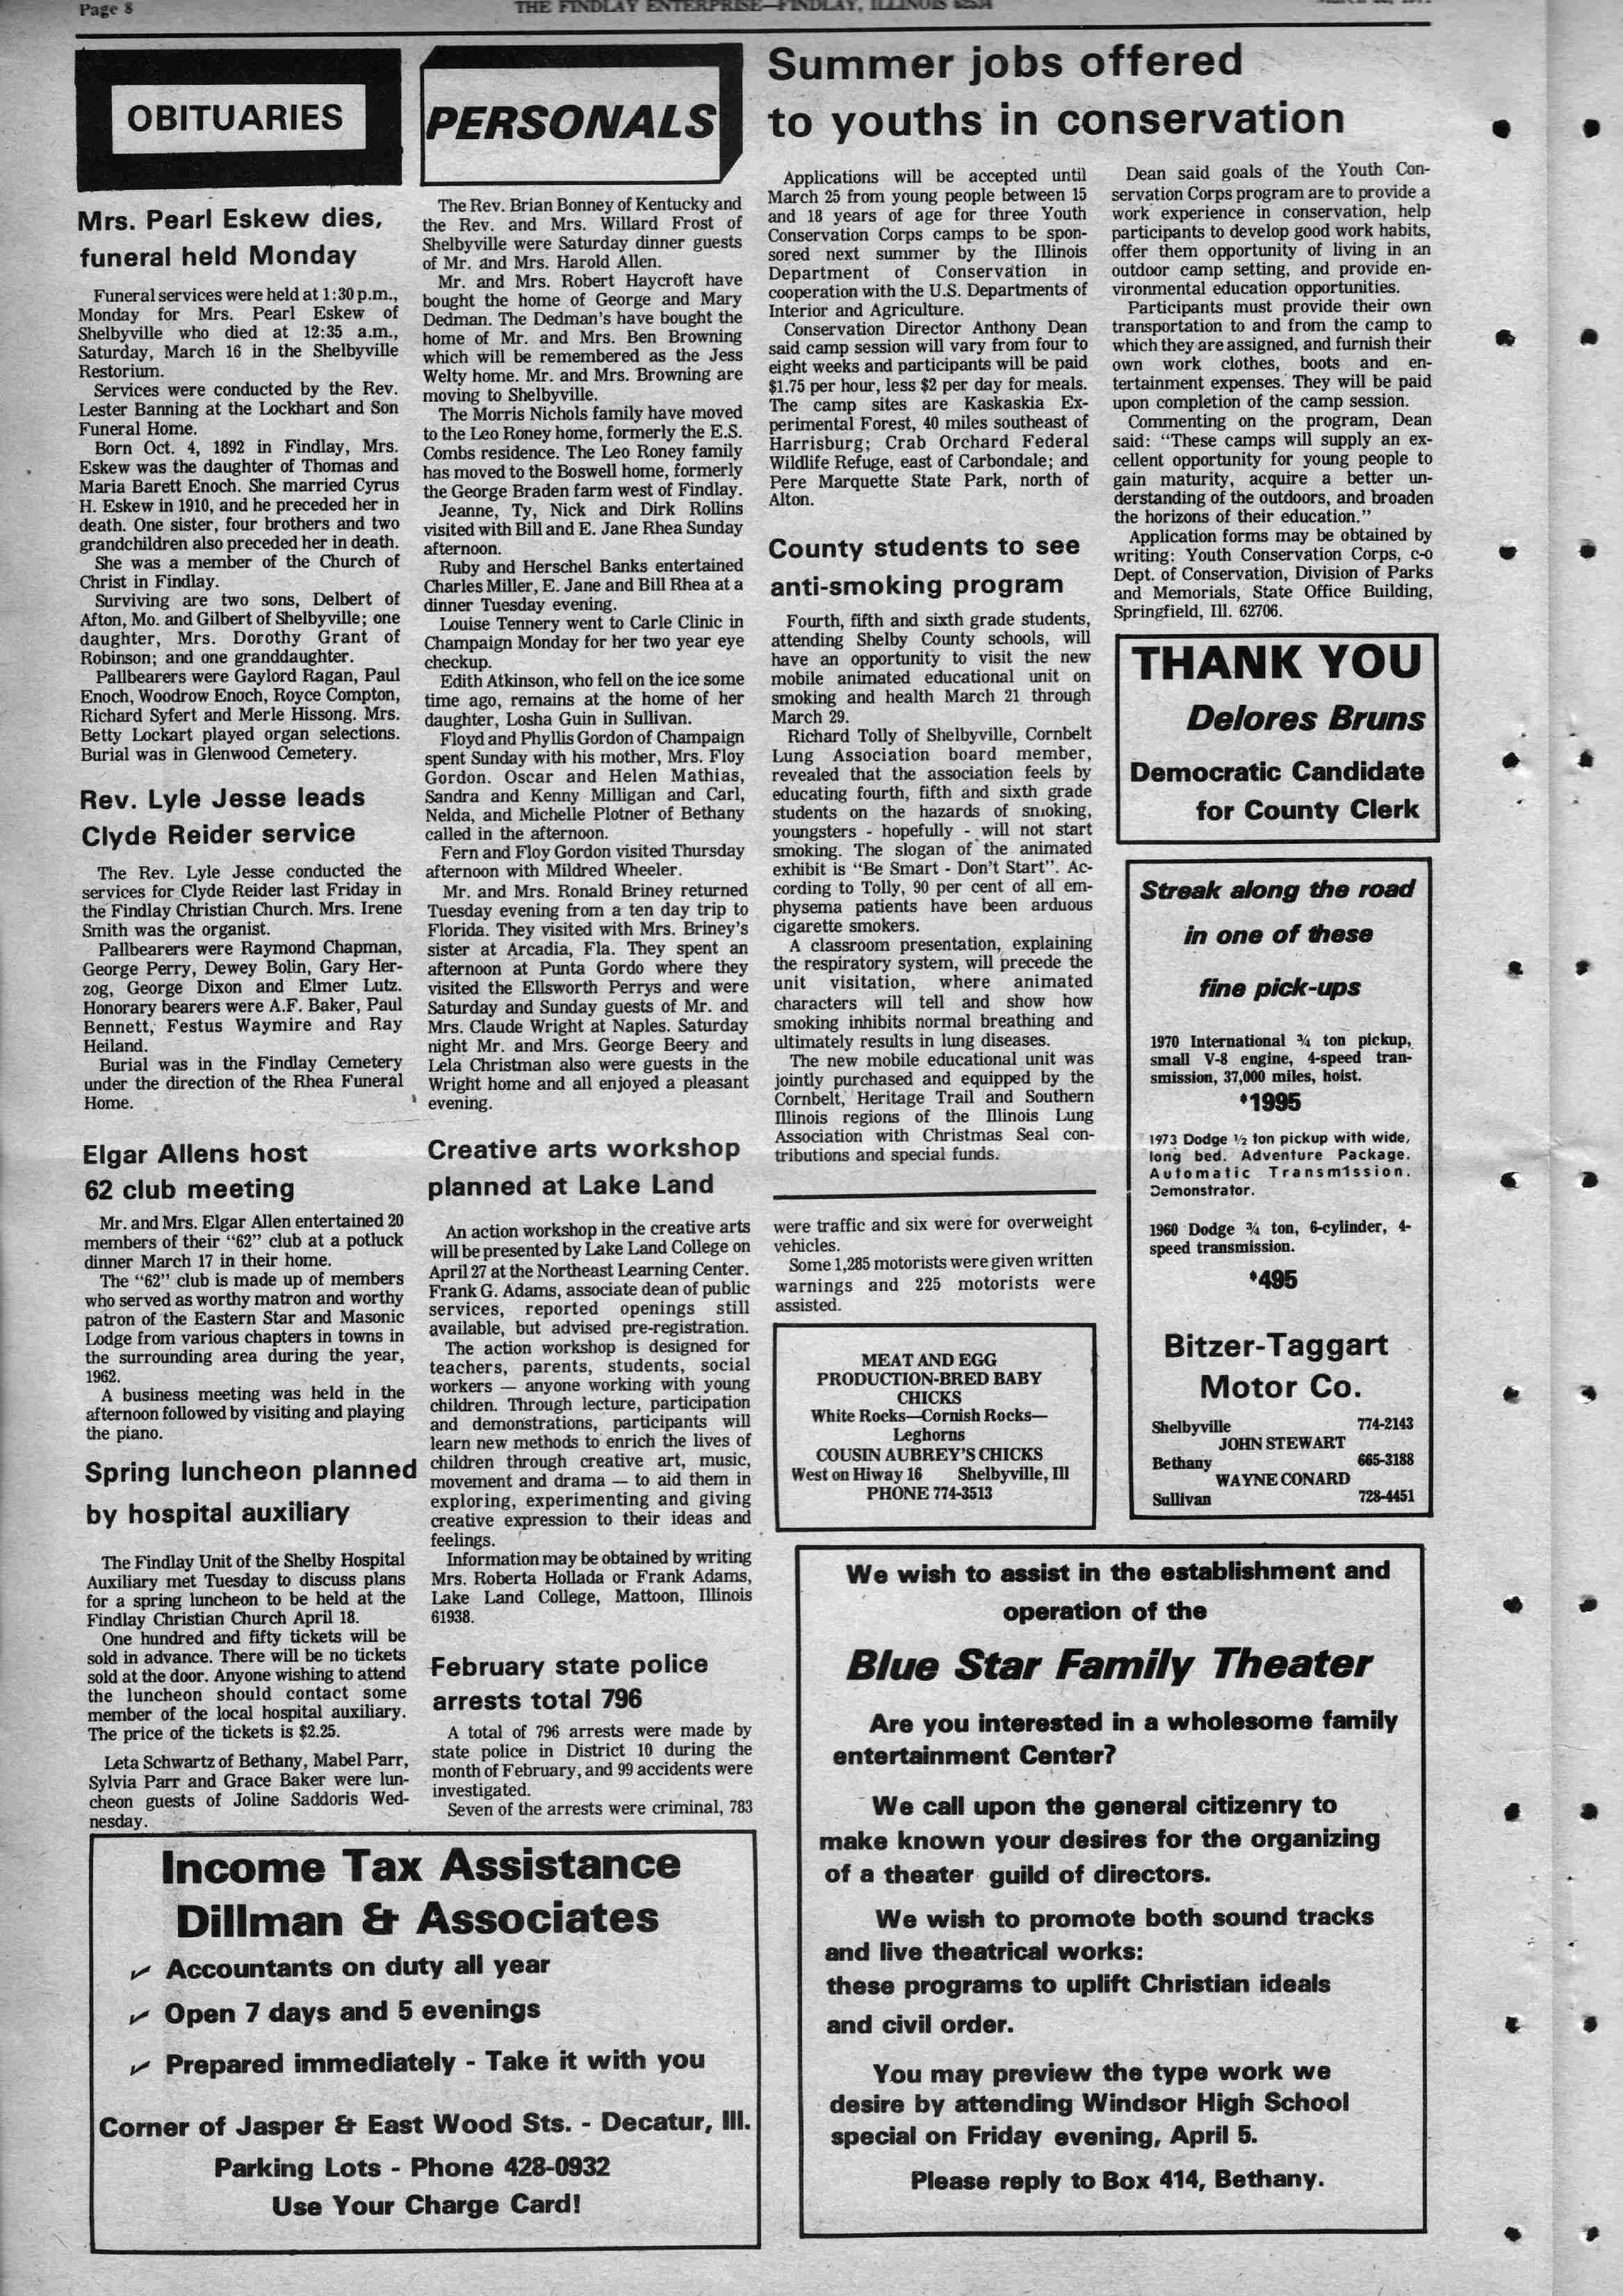 Page 8
THE FINDLAY ENTERPRISE—FINDLAY, ILLINOIS 62534
OBITUARIES
Mrs. Pearl Eskew dies,
funeral held Monday
Funeral services were held at 1:30 p.m.,
Monday for Mrs. Pearl Eskew of
Shelbyville who died at 12:35 a.m.,
Saturday, March 16 in the Shelbyville
Restorium.
Services were conducted by the Rev.
Lester Banning at the Lockhart and Son
Funeral Home.
Born Oct. 4, 1892 in Findlay, Mrs.
Eskew was the daughter of Thomas and
Maria Barett Enoch. She married Cyrus
H. Eskew in 1910, and he preceded her in
death. One sister, four brothers and two
grandchildren also preceded her in death.
She was a member of the Church of
Christ in Findlay.
Surviving are two sons, Delbert of
Afton, Mo. and Gilbert of Shelbyville; one
daughter, Mrs. Dorothy Grant of
Robinson; and one granddaughter.
Pallbearers were Gaylord Ragan, Paul
Enoch, Woodrow Enoch, Royce Compton,
Richard Syfert and Merle Hissong. Mrs.
Betty Lockart played organ selections.
Burial was in Glenwood Cemetery.
Rev. Lyle Jesse leads
Clyde Reider service
The Rev. Lyle Jesse conducted the
services for Clyde Reider last Friday in
the Findlay Christian Church. Mrs. Irene
Smith was the organist.
Pallbearers were Raymond Chapman,
George Perry, Dewey Bolin, Gary Her-
zog, George Dixon and Elmer Lutz.
Honorary bearers were A.F. Baker, Paul
Bennett, Festus Waymire and Ray
Heiland.
Burial was in the Findlay Cemetery
under the direction of the Rhea Funeral
Home.
Elgar Allens host
62 club meeting
Mr. and Mrs. Elgar Allen entertained 20
members of their “62” club at a potluck
dinner March 17 in their home.
The “62” club is made up of members
who served as worthy matron and worthy
patron of the Eastern Star and Masonic
Lodge from various chapters in towns in
the surrounding area during the year,
1962.
A business meeting was held in the
afternoon followed by visiting and playing
the piano.
Spring luncheon planned
by hospital auxiliary
The Findlay Unit of the Shelby Hospital
Auxiliary met Tuesday to discuss plans
for a spring luncheon to be held at the
Findlay Christian Church April 18.
One hundred and fifty tickets will be
sold in advance. There will be no tickets
sold at the door. Anyone wishing to attend
the luncheon should contact some
member of the local hospital auxiliary.
The price of the tickets is $2.25.
Leta Schwartz of Bethany, Mabel Parr,
Sylvia Parr and Grace Baker were lun-
cheon guests of Joline Saddoris Wed-
nesday.
PERSONALS
The Rev. Brian Bonney of Kentucky and
the Rev. and Mrs. Willard Frost of
Shelbyville were Saturday dinner guests
of Mr. and Mrs. Harold Allen.
Mr. and Mrs. Robert Haycroft have
bought the home of George and Mary
Dedman. The Dedman's have bought the
home of Mr. and Mrs. Ben Browning
which will be remembered as the Jess
Welty home. Mr. and Mrs. Browning are
moving to Shelbyville.
The Morris Nichols family have moved
to the Leo Roney home, formerly the E.S.
Combs residence. The Leo Roney family
has moved to the Boswell home, formerly
the George Braden farm west of Findlay.
Jeanne, Ty, Nick and Dirk Rollins
visited with Bill and E. Jane Rhea Sunday
afternoon.
Ruby and Herschel Banks entertained
Charles Miller, E. Jane and Bill Rhea at a
dinner Tuesday evening.
Louise Tennery went to Carle Clinic in
Champaign Monday for her two year eye
checkup.
Edith Atkinson, who fell on the ice some
time ago, remains at the home of her
daughter, Losha Guin in Sullivan.
Floyd and Phyllis Gordon of Champaign
spent Sunday with his mother, Mrs. Floy
Gordon. Oscar and Helen Mathias,
Sandra and Kenny Milligan and Carl,
Nelda, and Michelle Plotner of Bethany
called in the afternoon.
Fern and Floy Gordon visited Thursday
afternoon with Mildred Wheeler.
Mr. and Mrs. Ronald Briney returned
Tuesday evening from a ten day trip to
Florida. They visited with Mrs. Briney's
sister at Arcadia, Fla. They spent an
afternoon at Punta Gordo where they
visited the Ellsworth Perrys and were
Saturday and Sunday guests of Mr. and
Mrs. Claude Wright at Naples. Saturday
night Mr. and Mrs. George Beery and
Lela Christman also were guests in the
Wright home and all enjoyed a pleasant
evening.
Creative arts workshop
planned at Lake Land
An action workshop in the creative arts
will be presented by Lake Land College on
April 27 at the Northeast Learning Center.
Frank G. Adams, associate dean of public
services, reported openings still
available, but advised pre-registration.
The action workshop is designed for
teachers, parents, students, social
workers — anyone working with young
children. Through lecture, participation
and demonstrations, participants will
learn new methods to enrich the lives of
children through creative art, music,
movement and drama — to aid them in
exploring, experimenting and giving
creative expression to their ideas and
feelings.
Information may be obtained by writing
Mrs. Roberta Hollada or Frank Adams,
Lake Land College, Mattoon, Illinois
61938.
February state police
arrests total 796
A total of 796 arrests were made by
state police in District 10 during the
month of February, and 99 accidents were
investigated.
Seven of the arrests were criminal, 783
Summer jobs offered
to youths in conservation
Applications will be accepted until
March 25 from young people between 15
and 18 years of age for three Youth
Conservation Corps camps to be spon-
sored next summer by the Illinois
Department of Conservation in
cooperation with the U.S. Departments of
Interior and Agriculture.
Conservation Director Anthony Dean
said camp session will vary from four to
eight weeks and participants will be paid
$1.75 per hour, less $2 per day for meals.
The camp sites are Kaskaskia Ex-
perimental Forest, 40 miles southeast of
Harrisburg; Crab Orchard Federal
Wildlife Refuge, east of Carbondale; and
Pere Marquette State Park, north of
Alton.
Dean said goals of the Youth Con-
servation Corps program are to provide a
work experience in conservation, help
participants to develop good work habits,
offer them opportunity of living in an
outdoor camp setting, and provide en-
vironmental education opportunities.
Participants must provide their own
transportation to and from the camp to
which they are assigned, and furnish their
own work clothes, boots and en-
tertainment expenses. They will be paid
upon completion of the camp session.
Commenting on the program, Dean
said: “These camps will supply an ex-
cellent opportunity for young people to
gain maturity, acquire a better un-
derstanding of the outdoors, and broaden
the horizons of their education.”
Application forms may be obtained by
writing: Youth Conservation Corps, c-o
Dept. of Conservation, Division of Parks
and Memorials, State Office Building,
Springfield, Ill. 62706.
County students to see
anti-smoking program
Fourth, fifth and sixth grade students,
attending Shelby County schools, will
have an opportunity to visit the new
mobile animated educational unit on
smoking and health March 21 through
March 29.
Richard Tolly of Shelbyville, Cornbelt
Lung Association board member,
revealed that the association feels by
educating fourth, fifth and sixth grade
students on the hazards of smoking,
youngsters - hopefully - will not start
smoking. The slogan of the animated
exhibit is “Be Smart - Don't Start”. Ac-
cording to Tolly, 90 per cent of all em-
physema patients have been arduous
cigarette smokers.
A classroom presentation, explaining
the respiratory system, will precede the
unit visitation, where animated
characters will tell and show how
smoking inhibits normal breathing and
ultimately results in lung diseases.
The new mobile educational unit was
jointly purchased and equipped by the
Cornbelt, Heritage Trail and Southern
Illinois regions of the Illinois Lung
Association with Christmas Seal con-
tributions and special funds.
were traffic and six were for overweight
vehicles.
Some 1,285 motorists were given written
warnings and 225 motorists were
assisted.
MEAT AND EGG
PRODUCTION-BRED BABY
CHICKS
White Rocks—Cornish Rocks—
Leghorns
COUSIN AUBREY'S CHICKS
West on Hiway 16 Shelbyville, Ill
PHONE 774-3513
THANK YOU
Delores Bruns
Democratic Candidate
for County Clerk
Streak along the road
in one of these
fine pick-ups
1970 International ¾ ton pickup,
small V-8 engine, 4-speed tran-
smission, 37,000 miles, hoist.
$1995
1973 Dodge ½ ton pickup with wide,
long bed. Adventure Package.
Automatic Transmission.
Demonstrator.
1960 Dodge ¾ ton, 6-cylinder, 4-
speed transmission.
$495
Bitzer-Taggart
Motor Co.
Shelbyville 774-2143
JOHN STEWART
Bethany 665-3188
WAYNE CONARD
Sullivan 728-4451
Income Tax Assistance
Dillman & Associates
✓ Accountants on duty all year
✓ Open 7 days and 5 evenings
✓ Prepared immediately - Take it with you
Corner of Jasper & East Wood Sts. - Decatur, Ill.
Parking Lots - Phone 428-0932
Use Your Charge Card!
We wish to assist in the establishment and
operation of the
Blue Star Family Theater
Are you interested in a wholesome family
entertainment Center?
We call upon the general citizenry to
make known your desires for the organizing
of a theater guild of directors.
We wish to promote both sound tracks
and live theatrical works:
these programs to uplift Christian ideals
and civil order.
You may preview the type work we
desire by attending Windsor High School
special on Friday evening, April 5.
Please reply to Box 414, Bethany.